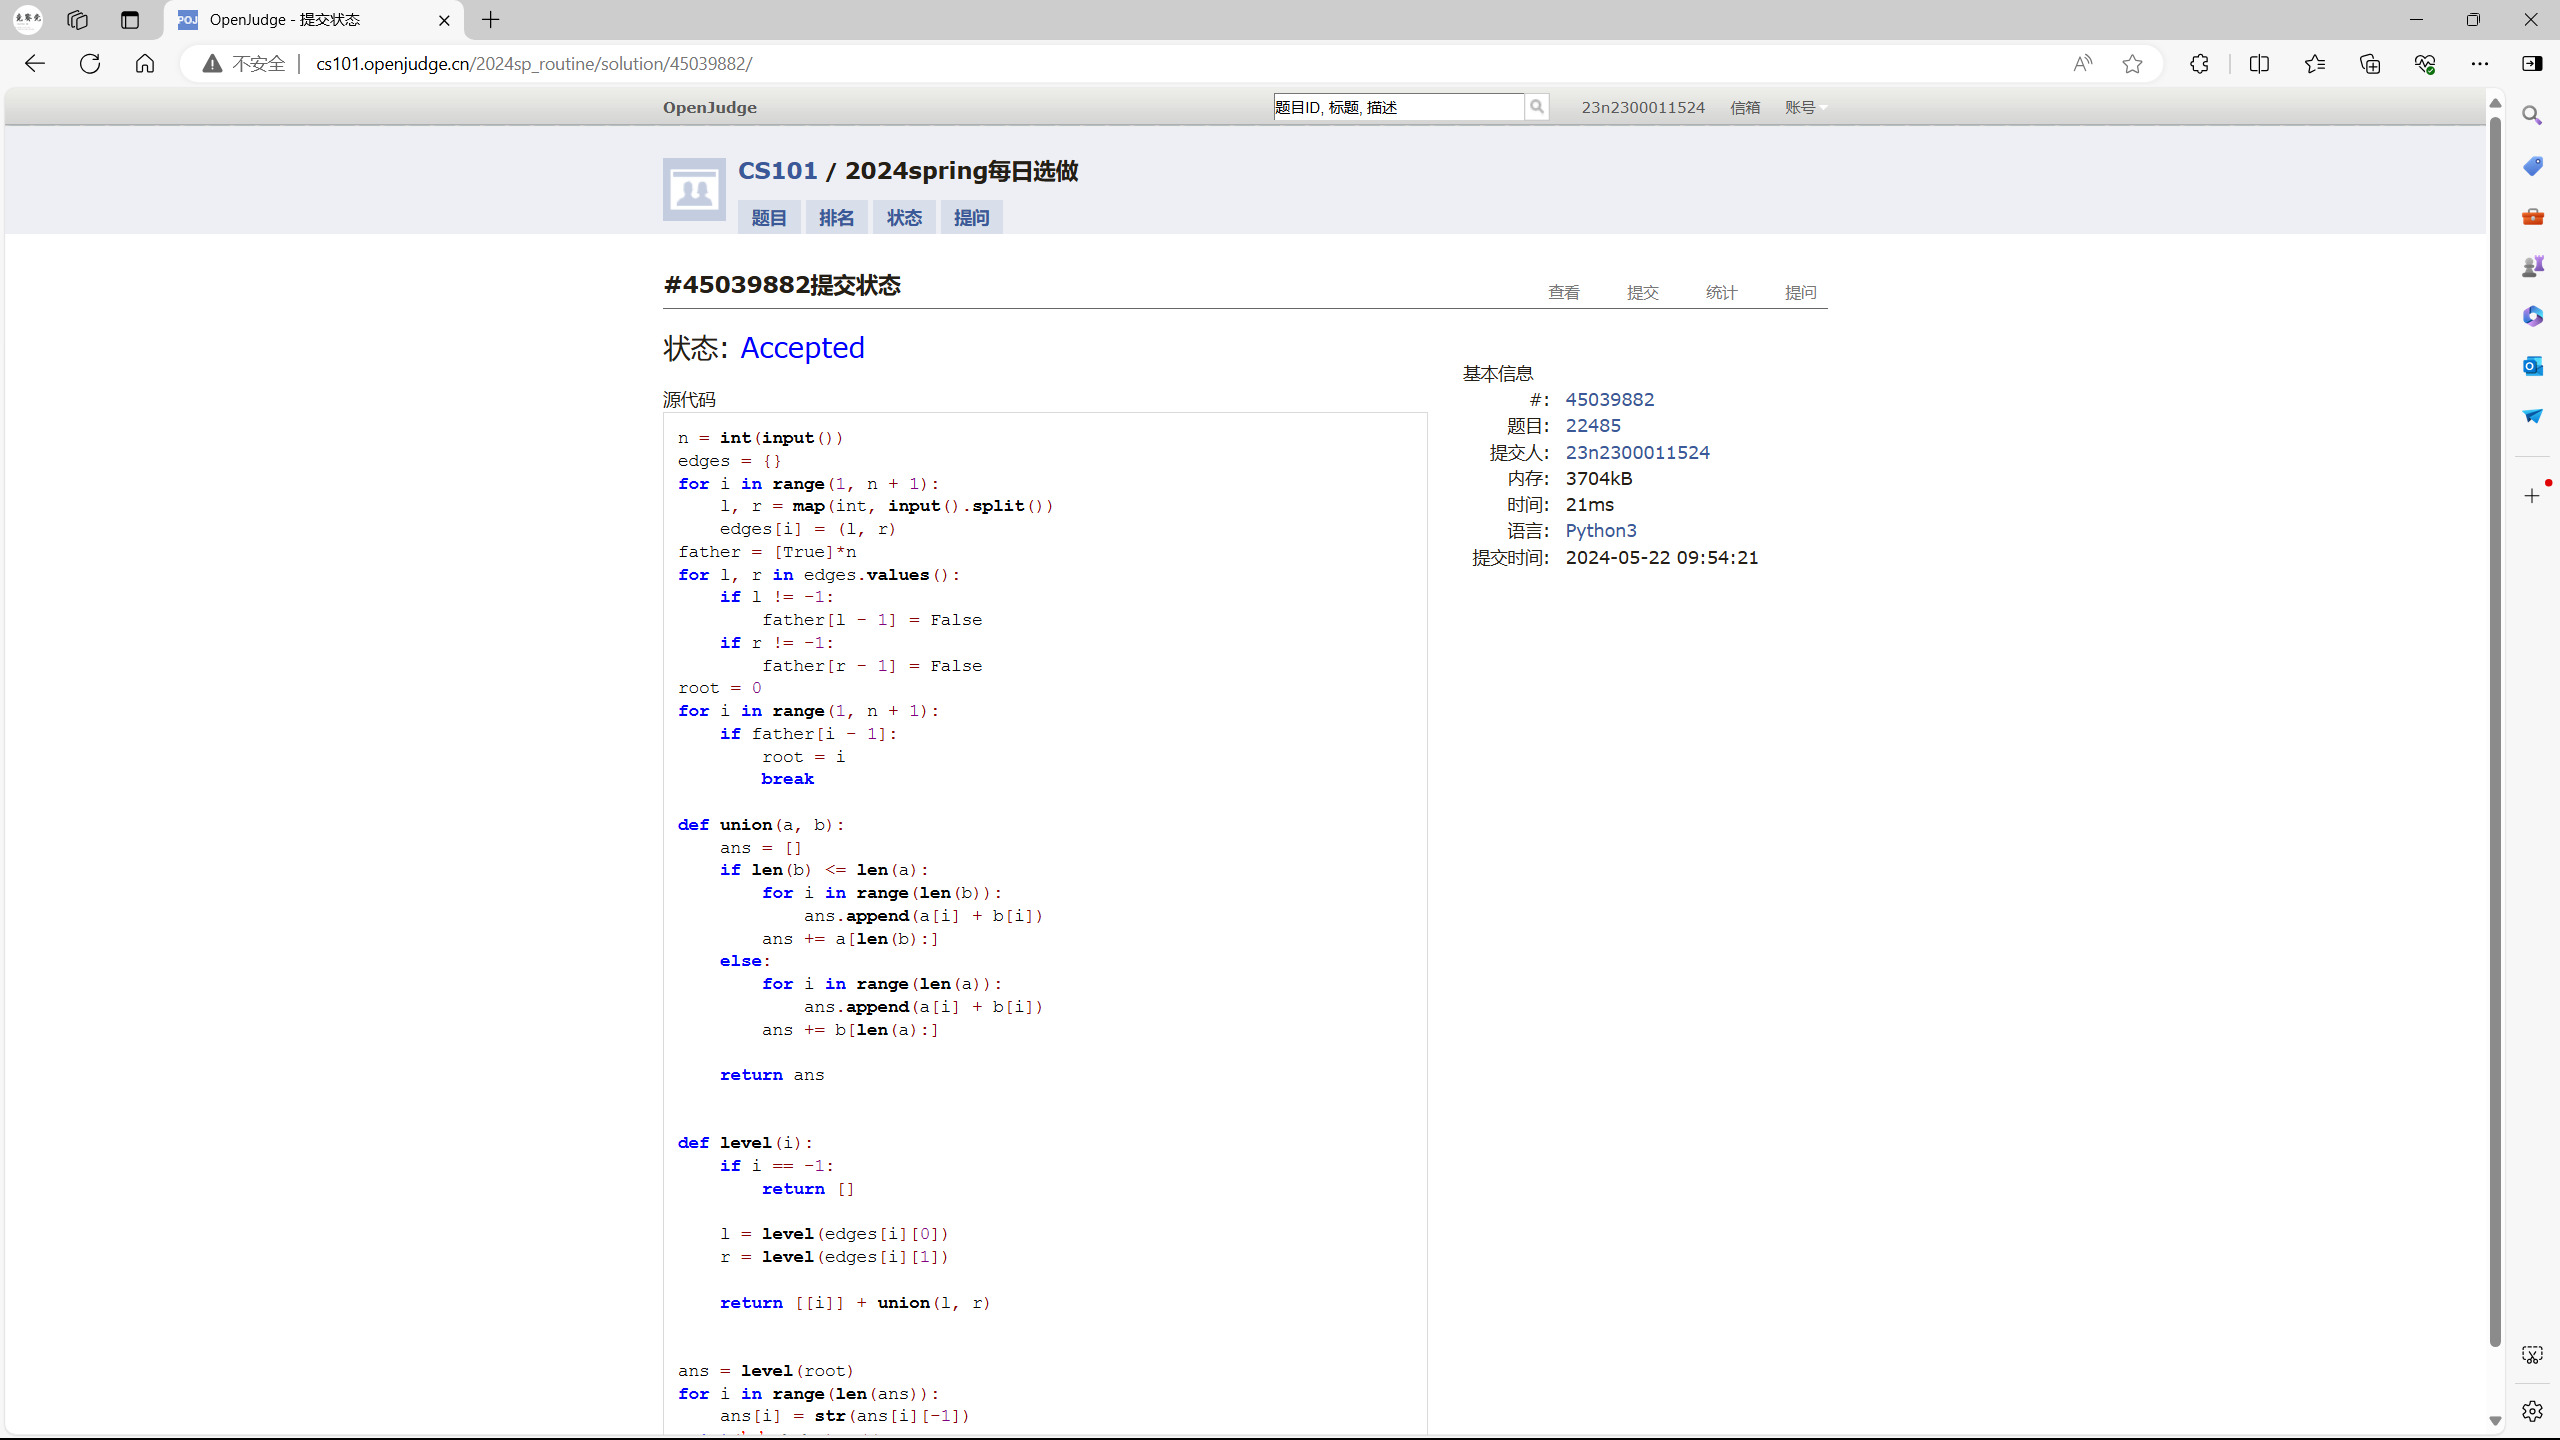 OpenJudge - 提交状态
不安全 | cs101.openjudge.cn/2024sp_routine/solution/45039882/
OpenJudge 题目ID, 标题, 描述 23n2300011524 信箱 账号
CS101 / 2024spring每日选做
题目 排名 状态 提问
#45039882提交状态 查看 提交 统计 提问
状态: Accepted
源代码
n = int(input())
edges = {}
for i in range(1, n + 1):
    l, r = map(int, input().split())
    edges[i] = (l, r)
father = [True]*n
for l, r in edges.values():
    if l != -1:
        father[l - 1] = False
    if r != -1:
        father[r - 1] = False
root = 0
for i in range(1, n + 1):
    if father[i - 1]:
        root = i
        break
def union(a, b):
    ans = []
    if len(b) <= len(a):
        for i in range(len(b)):
            ans.append(a[i] + b[i])
        ans += a[len(b):]
    else:
        for i in range(len(a)):
            ans.append(a[i] + b[i])
        ans += b[len(a):]
    return ans
def level(i):
    if i == -1:
        return []
    l = level(edges[i][0])
    r = level(edges[i][1])
    return [[i]] + union(l, r)
ans = level(root)
for i in range(len(ans)):
    ans[i] = str(ans[i][-1])
基本信息
#: 45039882
题目: 22485
提交人: 23n2300011524
内存: 3704kB
时间: 21ms
语言: Python3
提交时间: 2024-05-22 09:54:21